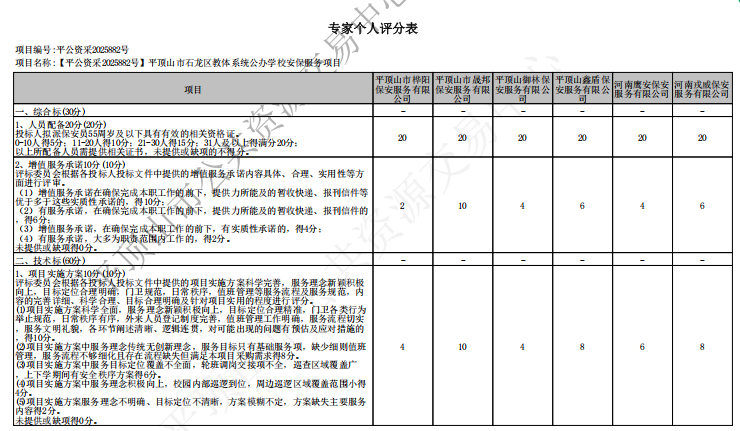 专家个人评分表
项目编号:平公资采2025882号
项目名称:【平公资采2025882号】平顶山市石龙区教体系统公办学校安保服务项目
项目 平顶山市桦阳保安服务有限公司 平顶山市晟邦保安服务有限公司 平顶山御林保安服务有限公司 平顶山鑫盾保安服务有限公司 河南鹰安保安服务有限公司 河南戎威保安服务有限公司
一、综合标(30分) – – – – – –
1、人员配备20分(20分)
投标人拟派保安员55周岁及以下具有有效的相关资格证。
0-10人得5分；11-20人得10分；21-30人得15分；31人及以上得满分20分；
以上所配备人员需提供相关证书，未提供或缺项的不得分。
20 20 20 20 20 20
2、增值服务承诺10分(10分)
评标委员会根据各投标人投标文件中提供的增值服务承诺内容具体、合理、实用性等方
面进行评审。
（1）增值服务承诺在确保完成本职工作的前下，提供力所能及的暂收快递、报刊信件等
优于多于这些实质性承诺的，得10分；
（2）有服务承诺，在确保完成本职工作的前下，提供力所能及的暂收快递、报刊信件的
，得6分；
（3）增值服务承诺，在确保完成本职工作的前下，有实质性承诺的，得4分；
（4）有服务承诺，大多为职责范围内工作的，得2分。
未提供或缺项得0分。
2 10 4 6 4 6
二、技术标(60分) – – – – – –
1、项目实施方案10分(10分)
评标委员会根据各投标人投标文件中提供的项目实施方案科学完善，服务理念新颖积极
向上，目标定位合理明确，门卫规范，日常秩序，值班管理等服务流程及服务规范，内
容的完善详细、科学合理、目标合理明确及针对项目实用的程度进行评分。
(1)项目实施方案科学全面，服务理念新颖积极向上，目标定位合理精准，门卫各类行为
举止规范，日常秩序有序，外来人员登记制度完善，值班管理工作明确，服务流程切实
，服务文明礼貌，各环节阐述清晰、逻辑连贯，对可能出现的问题有预估及应对措施的
，得10分。
(2)项目实施方案中服务理念传统无创新理念，服务目标只有基础服务项，缺少细则值班
管理，服务流程不够细化且存在流程缺失但满足本项目采购需求得8分。
(3)项目实施方案中服务目标定位覆盖不全面，轮班调岗交接项不全，巡查区域覆盖广
，上下学期间有安全秩序方案得6分。
(4)项目实施方案中服务理念积极向上，校园内部巡逻到位，周边巡逻区域覆盖范围小得
4分。
(5)项目实施方案服务理念不明确、目标定位不清晰，方案模糊不定，方案缺失主要服务
内容得2分。
未提供或缺项得0分。
4 10 4 8 6 8